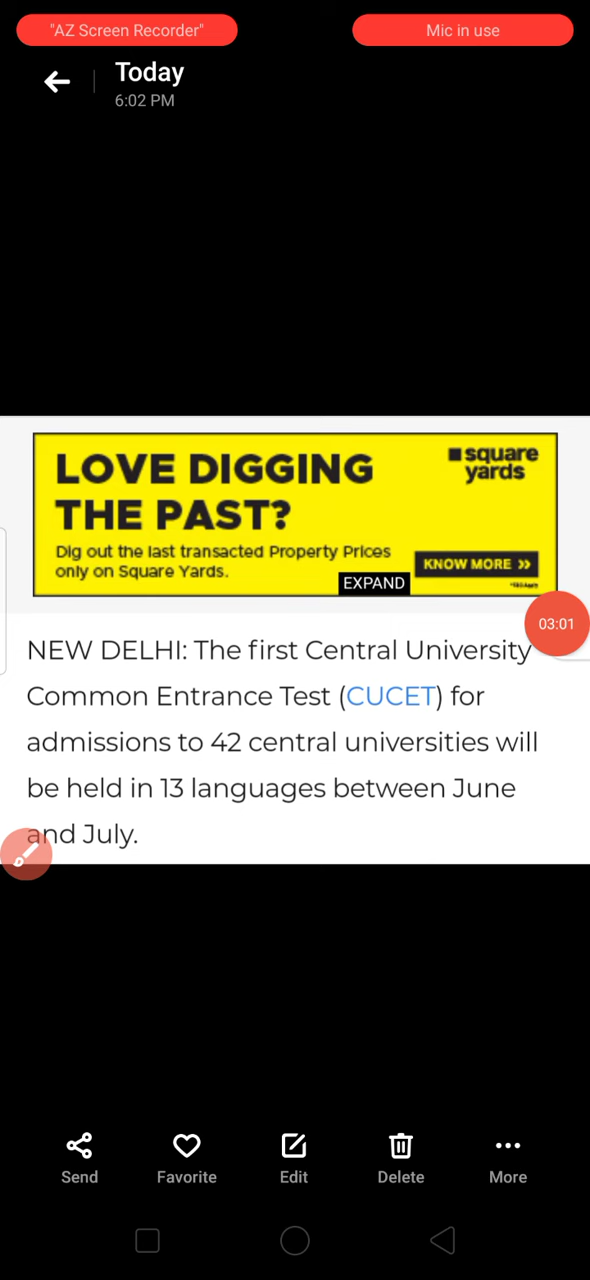 "AZ Screen Recorder"
Mic in use
Today
6:02 PM
LOVE DIGGING
THE PAST?
square
yards
Dig out the last transacted Property Prices
only on Square Yards.
KNOW MORE »
EXPAND
03:01
NEW DELHI: The first Central University
Common Entrance Test (CUCET) for
admissions to 42 central universities will
be held in 13 languages between June
and July.
Send
Favorite
Edit
Delete
More